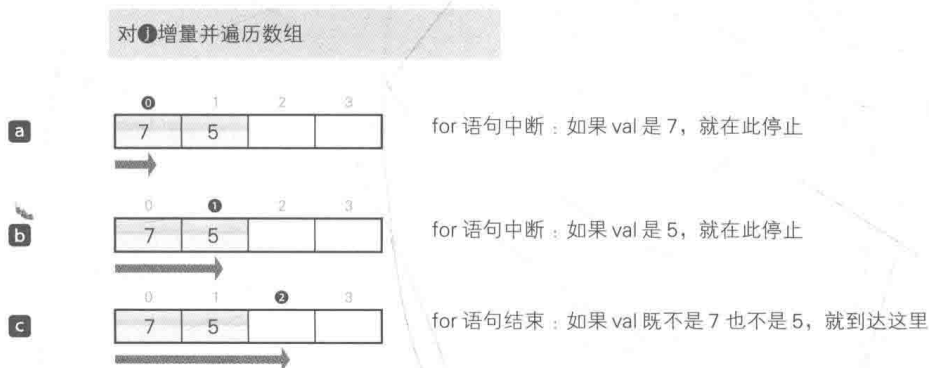 对j增量并遍历数组
0 1 2 3
a 7 5 for 语句中断：如果 val 是 7，就在此停止
0 1 2 3
b 7 5 for 语句中断：如果 val 是 5，就在此停止
0 1 2 3
c 7 5 for 语句结束：如果 val 既不是 7 也不是 5，就到达这里